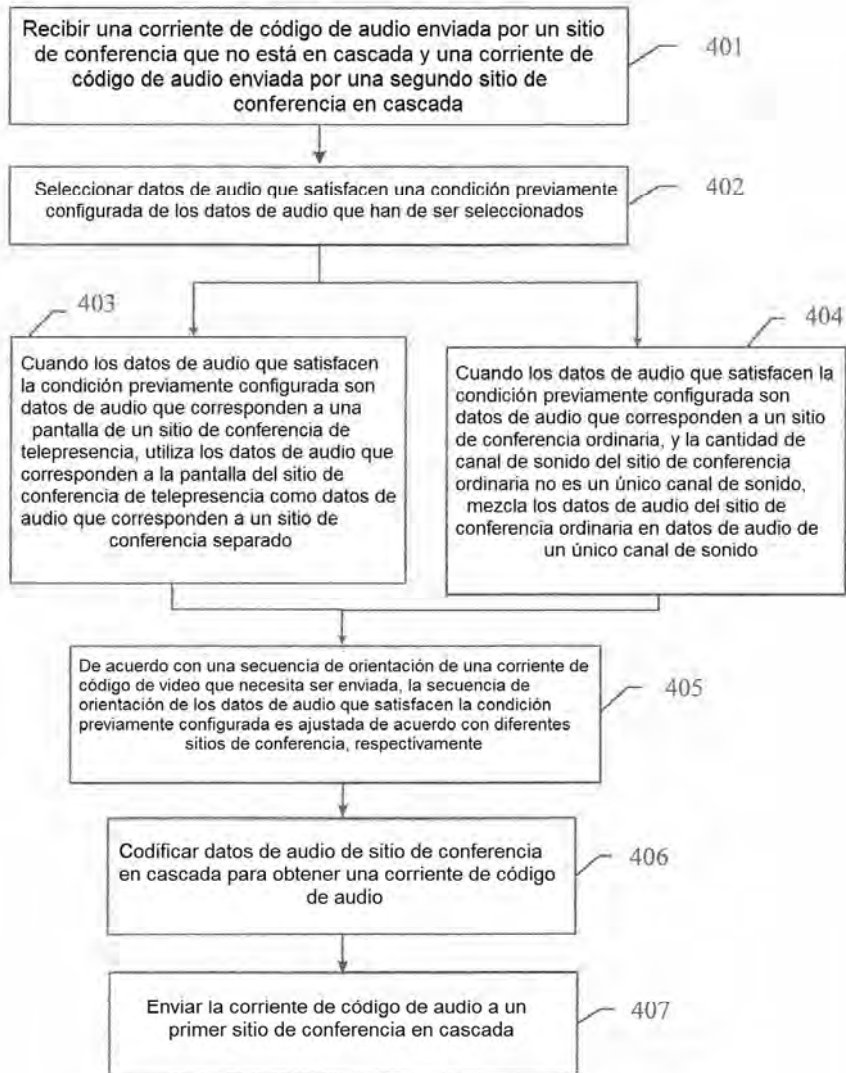 Recibir una corriente de código de audio enviada por un sitio
de conferencia que no está en cascada y una corriente de
código de audio enviada por una segundo sitio de
conferencia en cascada
401
Seleccionar datos de audio que satisfacen una condición previamente
configurada de los datos de audio que han de ser seleccionados
402
403
Cuando los datos de audio que satisfacen
la condición previamente configurada son
datos de audio que corresponden a una
pantalla de un sitio de conferencia de
telepresencia, utiliza los datos de audio que
corresponden a la pantalla del sitio de
conferencia de telepresencia como datos de
audio que corresponden a un sitio de
conferencia separado
404
Cuando los datos de audio que satisfacen la
condición previamente configurada son
datos de audio que corresponden a un sitio
de conferencia ordinaria, y la cantidad de
canal de sonido del sitio de conferencia
ordinaria no es un único canal de sonido,
mezcla los datos de audio del sitio de
conferencia ordinaria en datos de audio de
un único canal de sonido
De acuerdo con una secuencia de orientación de una corriente de
código de video que necesita ser enviada, la secuencia de
orientación de los datos de audio que satisfacen la condición
previamente configurada es ajustada de acuerdo con diferentes
sitios de conferencia, respectivamente
405
Codificar datos de audio de sitio de conferencia
en cascada para obtener una corriente de código
de audio
406
Enviar la corriente de código de audio a un
primer sitio de conferencia en cascada
407